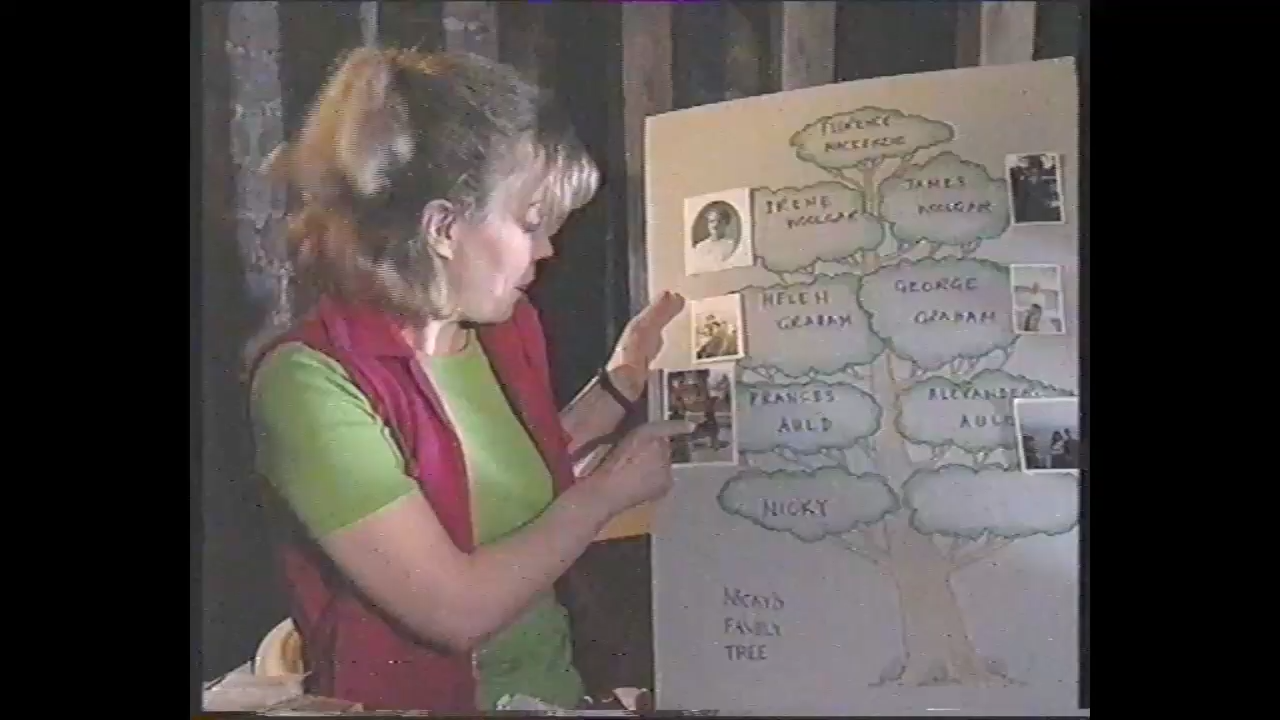 FLORENCE
MACKENZIE
IRENE
WOOLGAR
JAMES
WOOLGAR
HELEN
GRAHAM
GEORGE
GRAHAM
FRANCES
AULD
ALEXANDER
AULD
NICKY
NICKY'S
FAMILY
TREE